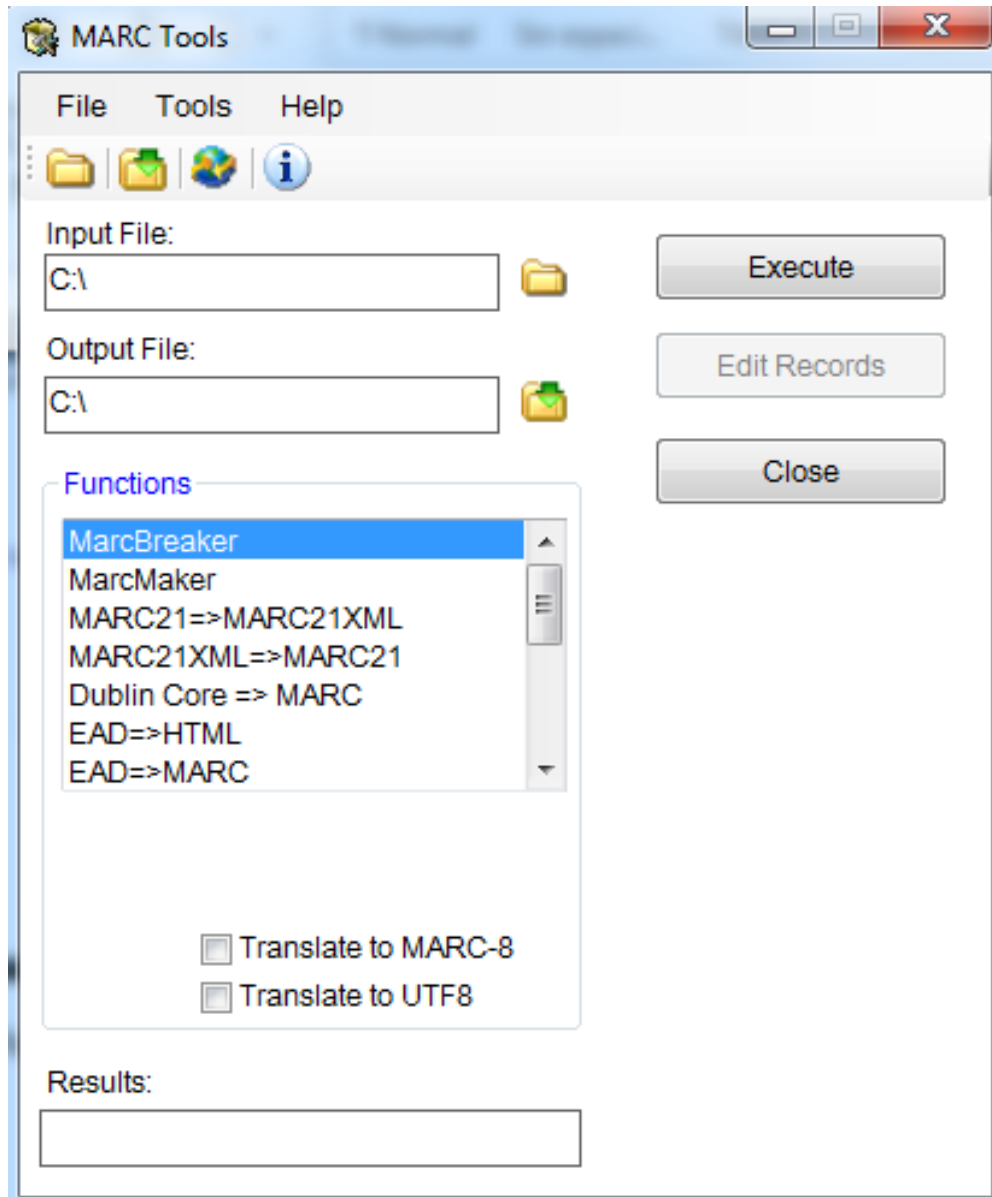 MARC Tools
File Tools Help
Input File:
C:\
Execute
Output File:
Edit Records
C:\
Close
Functions
MarcBreaker
MarcMaker
MARC21=>MARC21XML
MARC21XML=>MARC21
Dublin Core => MARC
EAD=>HTML
EAD=>MARC
Translate to MARC-8
Translate to UTF8
Results: